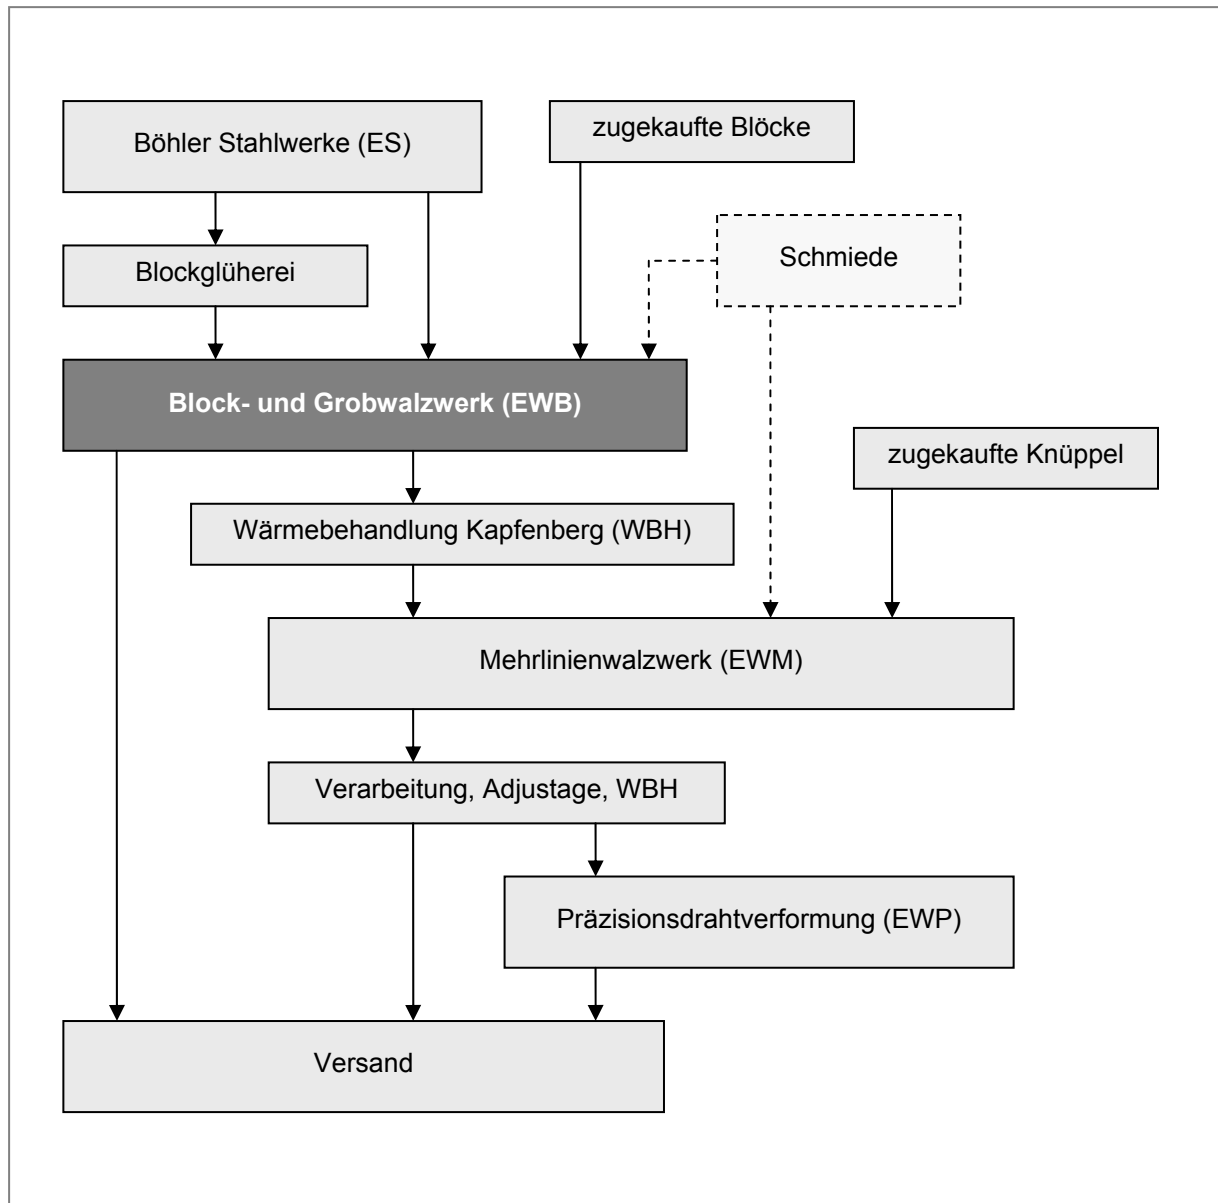 Böhler Stahlwerke (ES)
zugekaufte Blöcke
Schmiede
Blockglüherei
Block- und Grobwalzwerk (EWB)
zugekaufte Knüppel
Wärmebehandlung Kapfenberg (WBH)
Mehrlinienwalzwerk (EWM)
Verarbeitung, Adjustage, WBH
Präzisionsdrahtverformung (EWP)
Versand